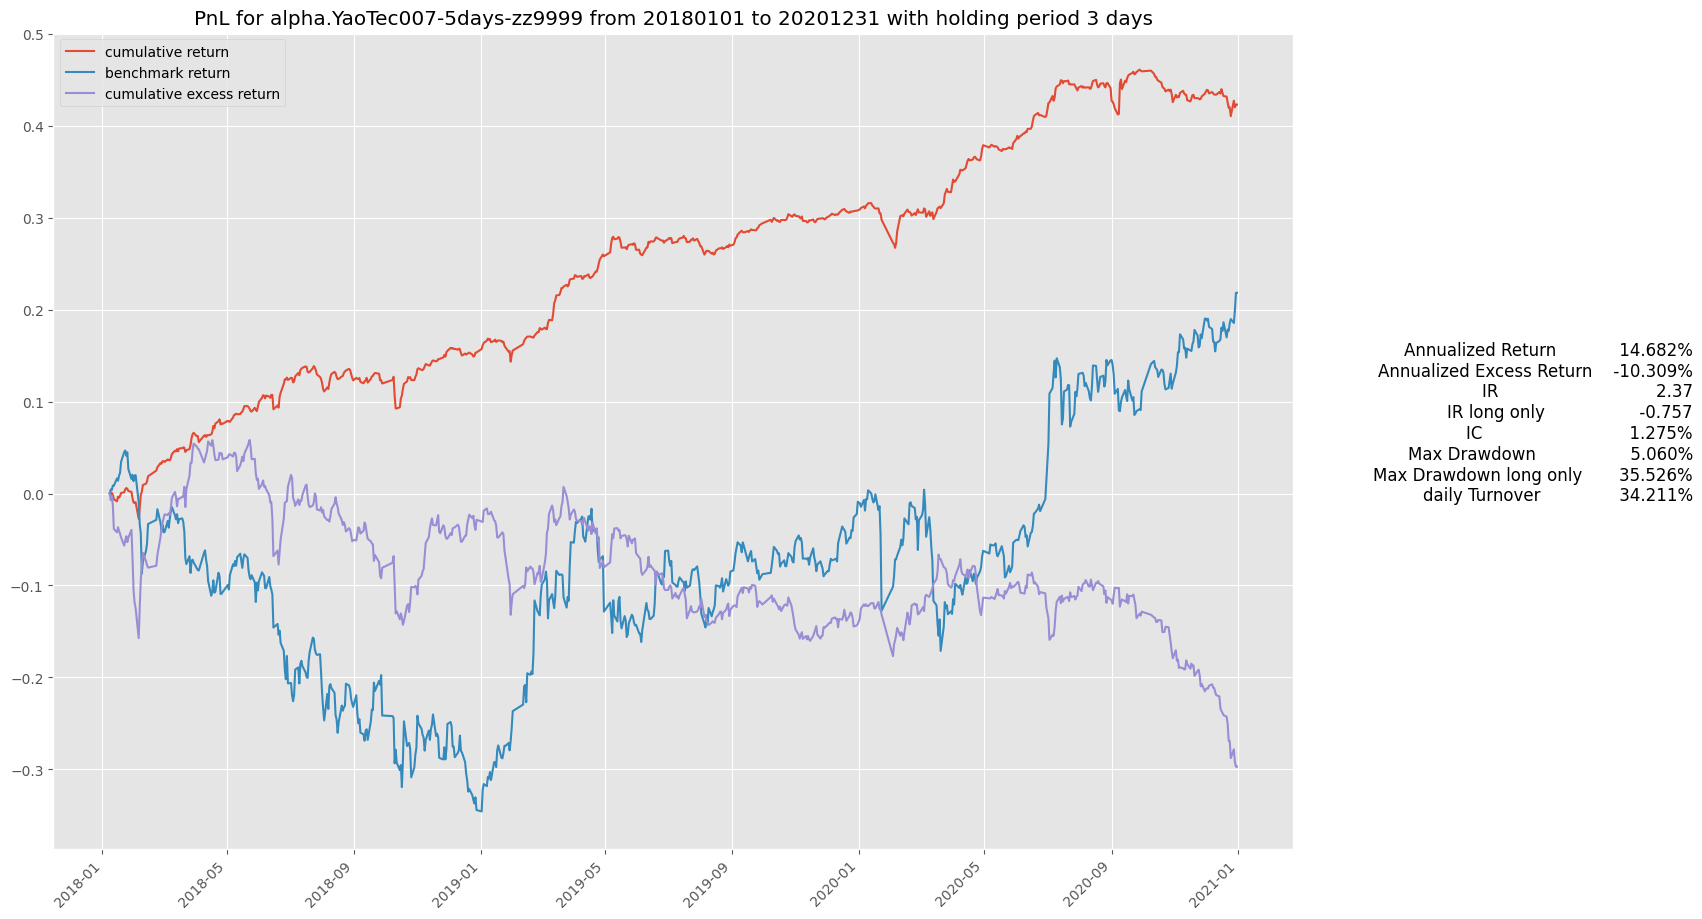 PnL for alpha.YaoTec007-5days-zz9999 from 20180101 to 20201231 with holding period 3 days
cumulative return
benchmark return
cumulative excess return
0.5
0.4
0.3
0.2
0.1
0.0
−0.1
−0.2
−0.3
2018-01
2018-05
2018-09
2019-01
2019-05
2019-09
2020-01
2020-05
2020-09
2021-01
Annualized Return 14.682%
Annualized Excess Return -10.309%
IR 2.37
IR long only -0.757
IC 1.275%
Max Drawdown 5.060%
Max Drawdown long only 35.526%
daily Turnover 34.211%